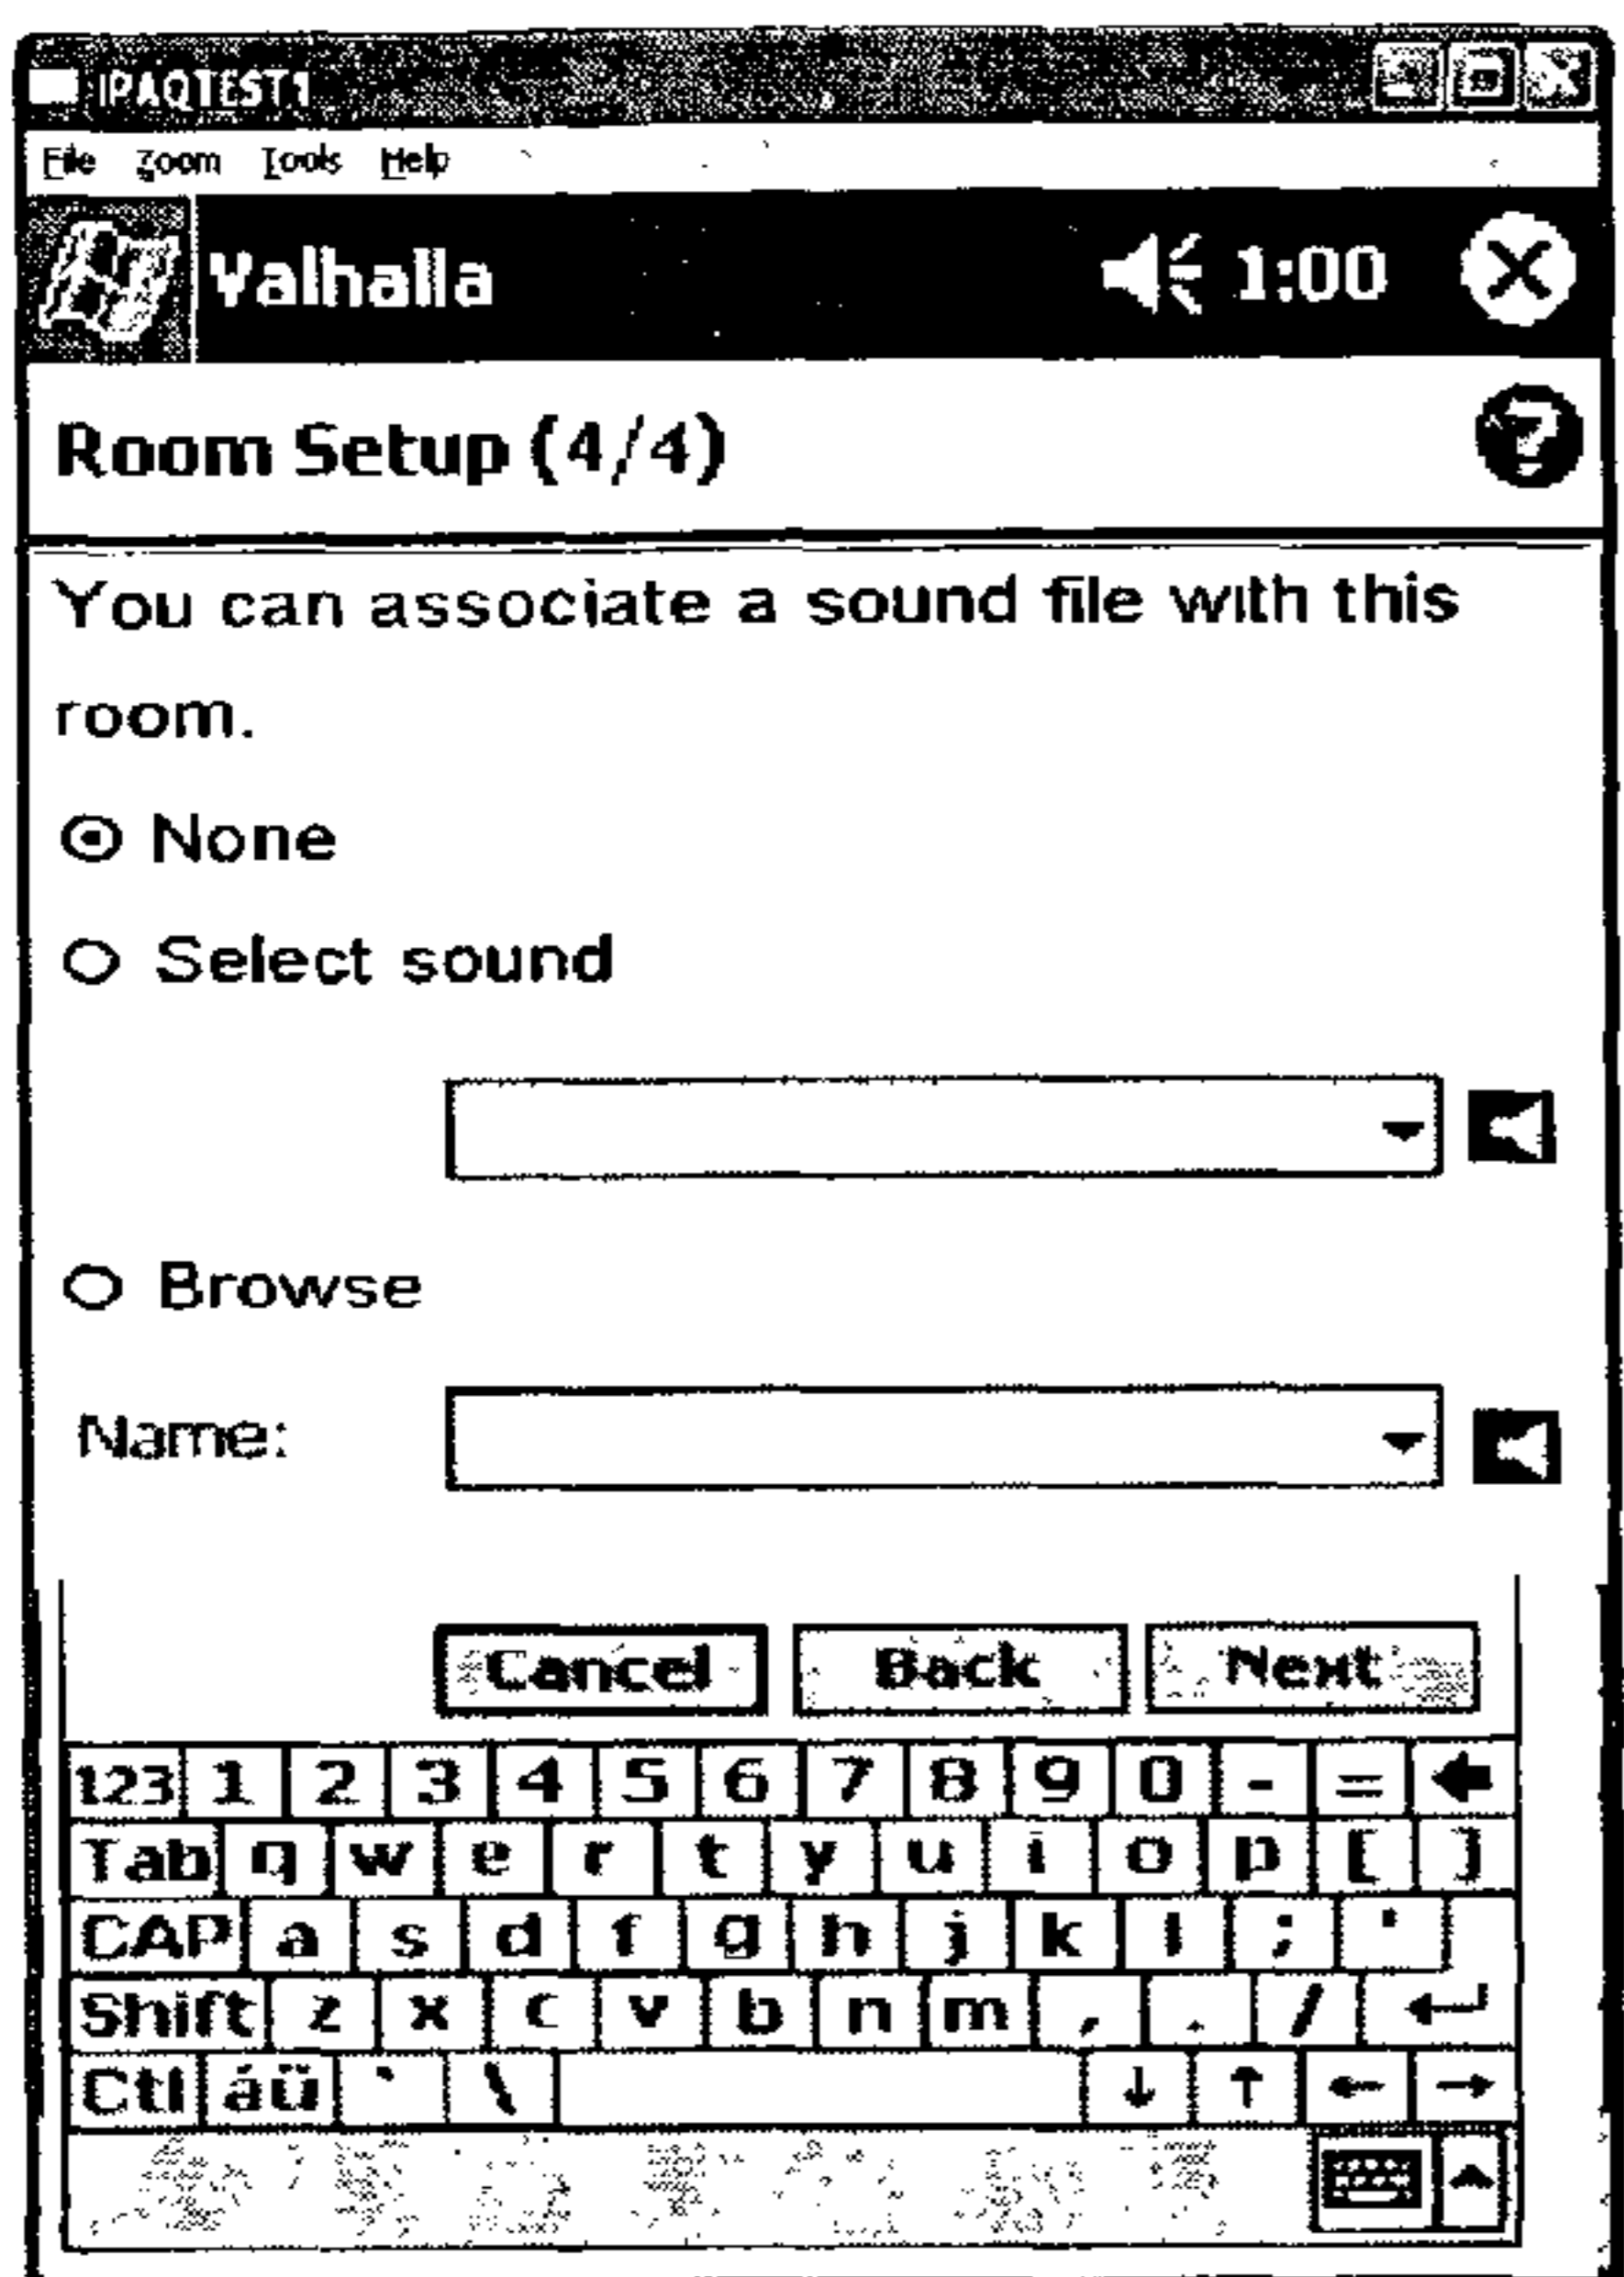 IPAQTEST1
File Zoom Tools Help
Valhalla 1:00
Room Setup (4/4) ?
You can associate a sound file with this
room.
None
Select sound
Browse
Name:
Cancel Back Next
123 1 2 3 4 5 6 7 8 9 0 - =
Tab q w e r t y u i o p [ ]
CAP a s d f g h j k l ; '
Shift z x c v b n m , . /
Ctl áü ` \